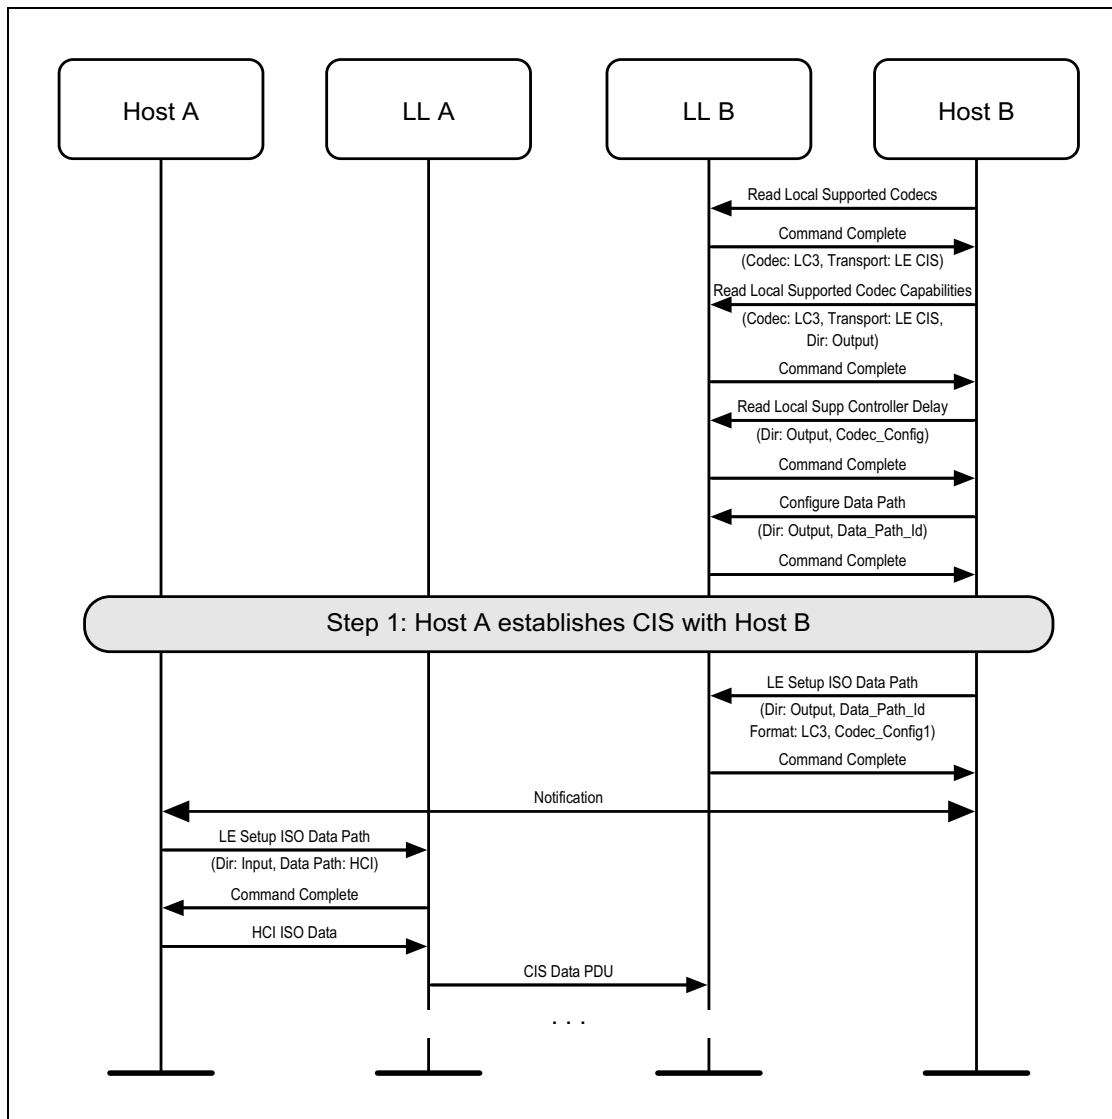 Host A
LL A
LL B
Host B
Read Local Supported Codecs
Command Complete
(Codec: LC3, Transport: LE CIS)
Read Local Supported Codec Capabilities
(Codec: LC3, Transport: LE CIS,
Dir: Output)
Command Complete
Read Local Supp Controller Delay
(Dir: Output, Codec_Config)
Command Complete
Configure Data Path
(Dir: Output, Data_Path_Id)
Command Complete
Step 1: Host A establishes CIS with Host B
LE Setup ISO Data Path
(Dir: Output, Data_Path_Id
Format: LC3, Codec_Config1)
Command Complete
Notification
LE Setup ISO Data Path
(Dir: Input, Data Path: HCI)
Command Complete
HCI ISO Data
CIS Data PDU
. . .